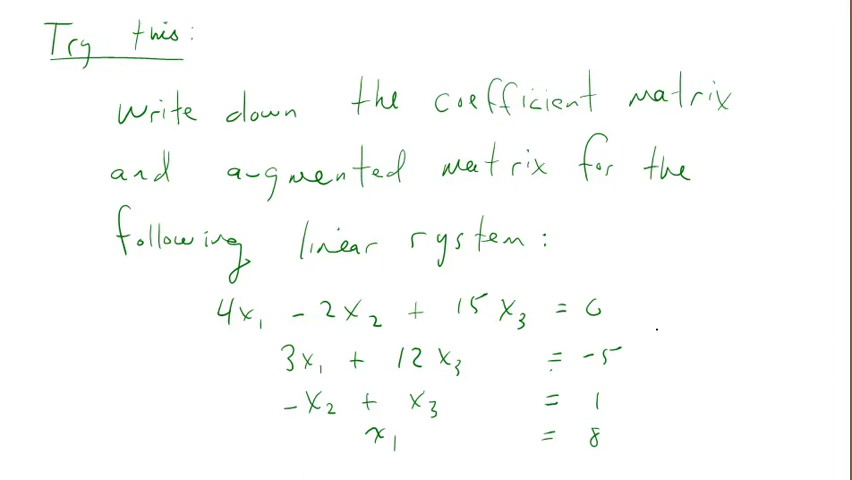 Try this:
write down the coefficient matrix
and augmented matrix for the
following linear system:
4x₁ - 2x₂ + 15x₃ = 0
3x₁ + 12x₃ = -5
-x₂ + x₃ = 1
x₁ = 8